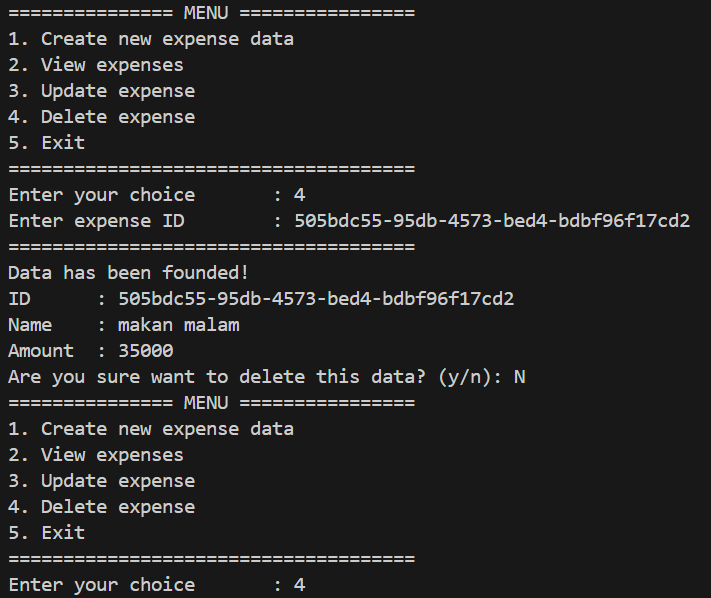 =============== MENU ================
1. Create new expense data
2. View expenses
3. Update expense
4. Delete expense
5. Exit
=====================================
Enter your choice       : 4
Enter expense ID        : 505bdc55-95db-4573-bed4-bdbf96f17cd2
=====================================
Data has been founded!
ID      : 505bdc55-95db-4573-bed4-bdbf96f17cd2
Name    : makan malam
Amount  : 35000
Are you sure want to delete this data? (y/n): N
=============== MENU ================
1. Create new expense data
2. View expenses
3. Update expense
4. Delete expense
5. Exit
=====================================
Enter your choice       : 4